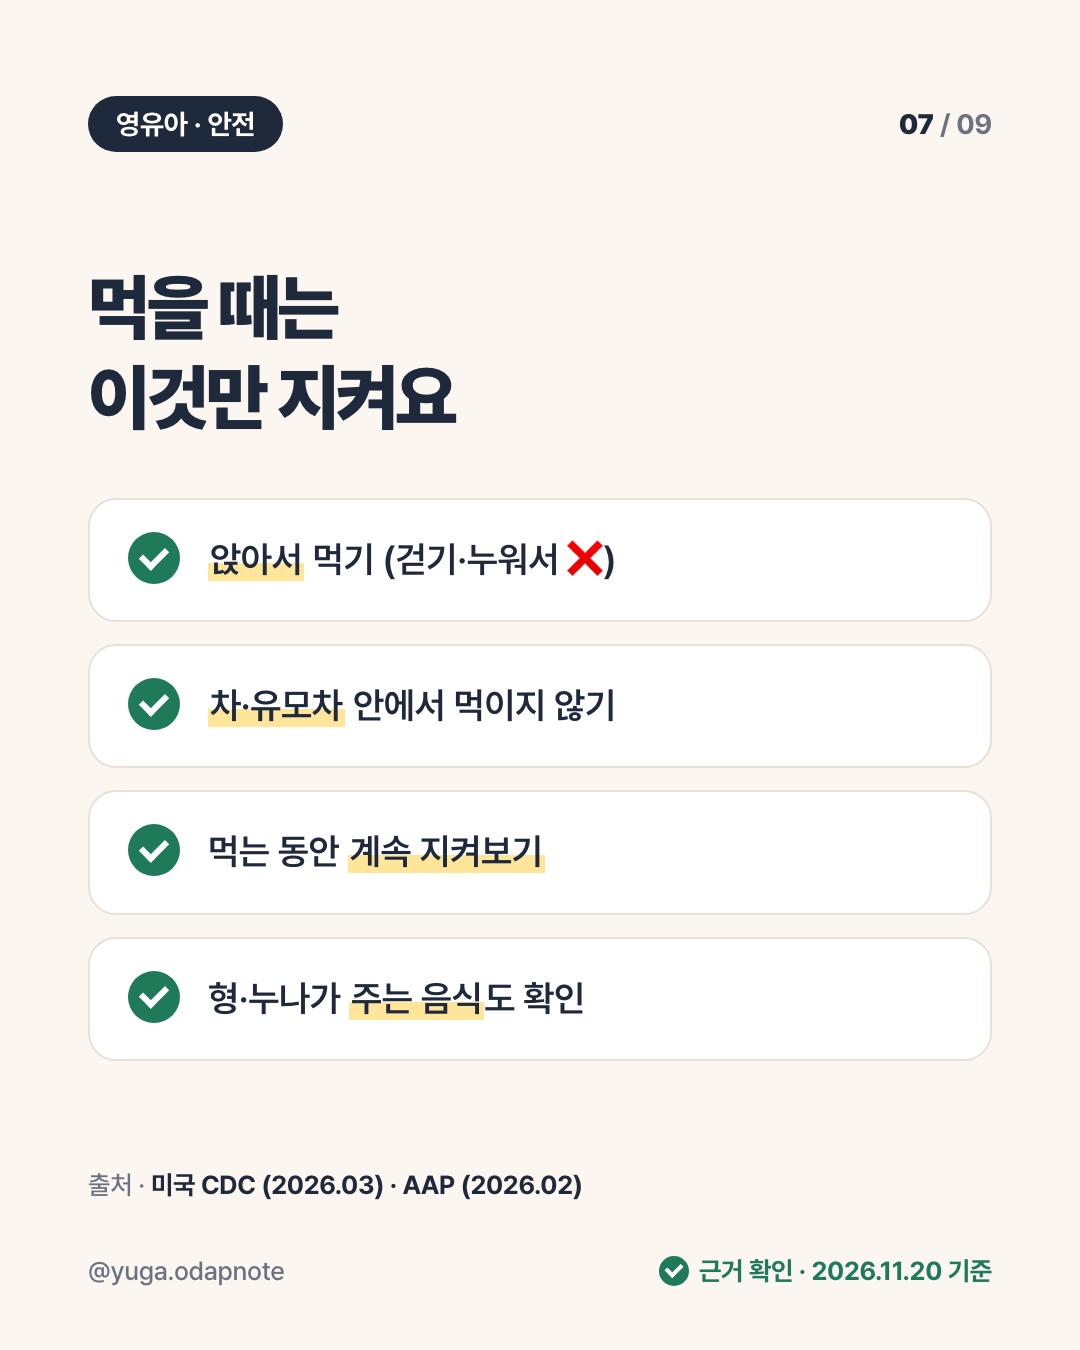 영유아 · 안전
07 / 09
먹을 때는
이것만 지켜요
앉아서 먹기 (걷기·누워서 ❌)
차·유모차 안에서 먹이지 않기
먹는 동안 계속 지켜보기
형·누나가 주는 음식도 확인
출처 · 미국 CDC (2026.03) · AAP (2026.02)
@yuga.odapnote
근거 확인 · 2026.11.20 기준